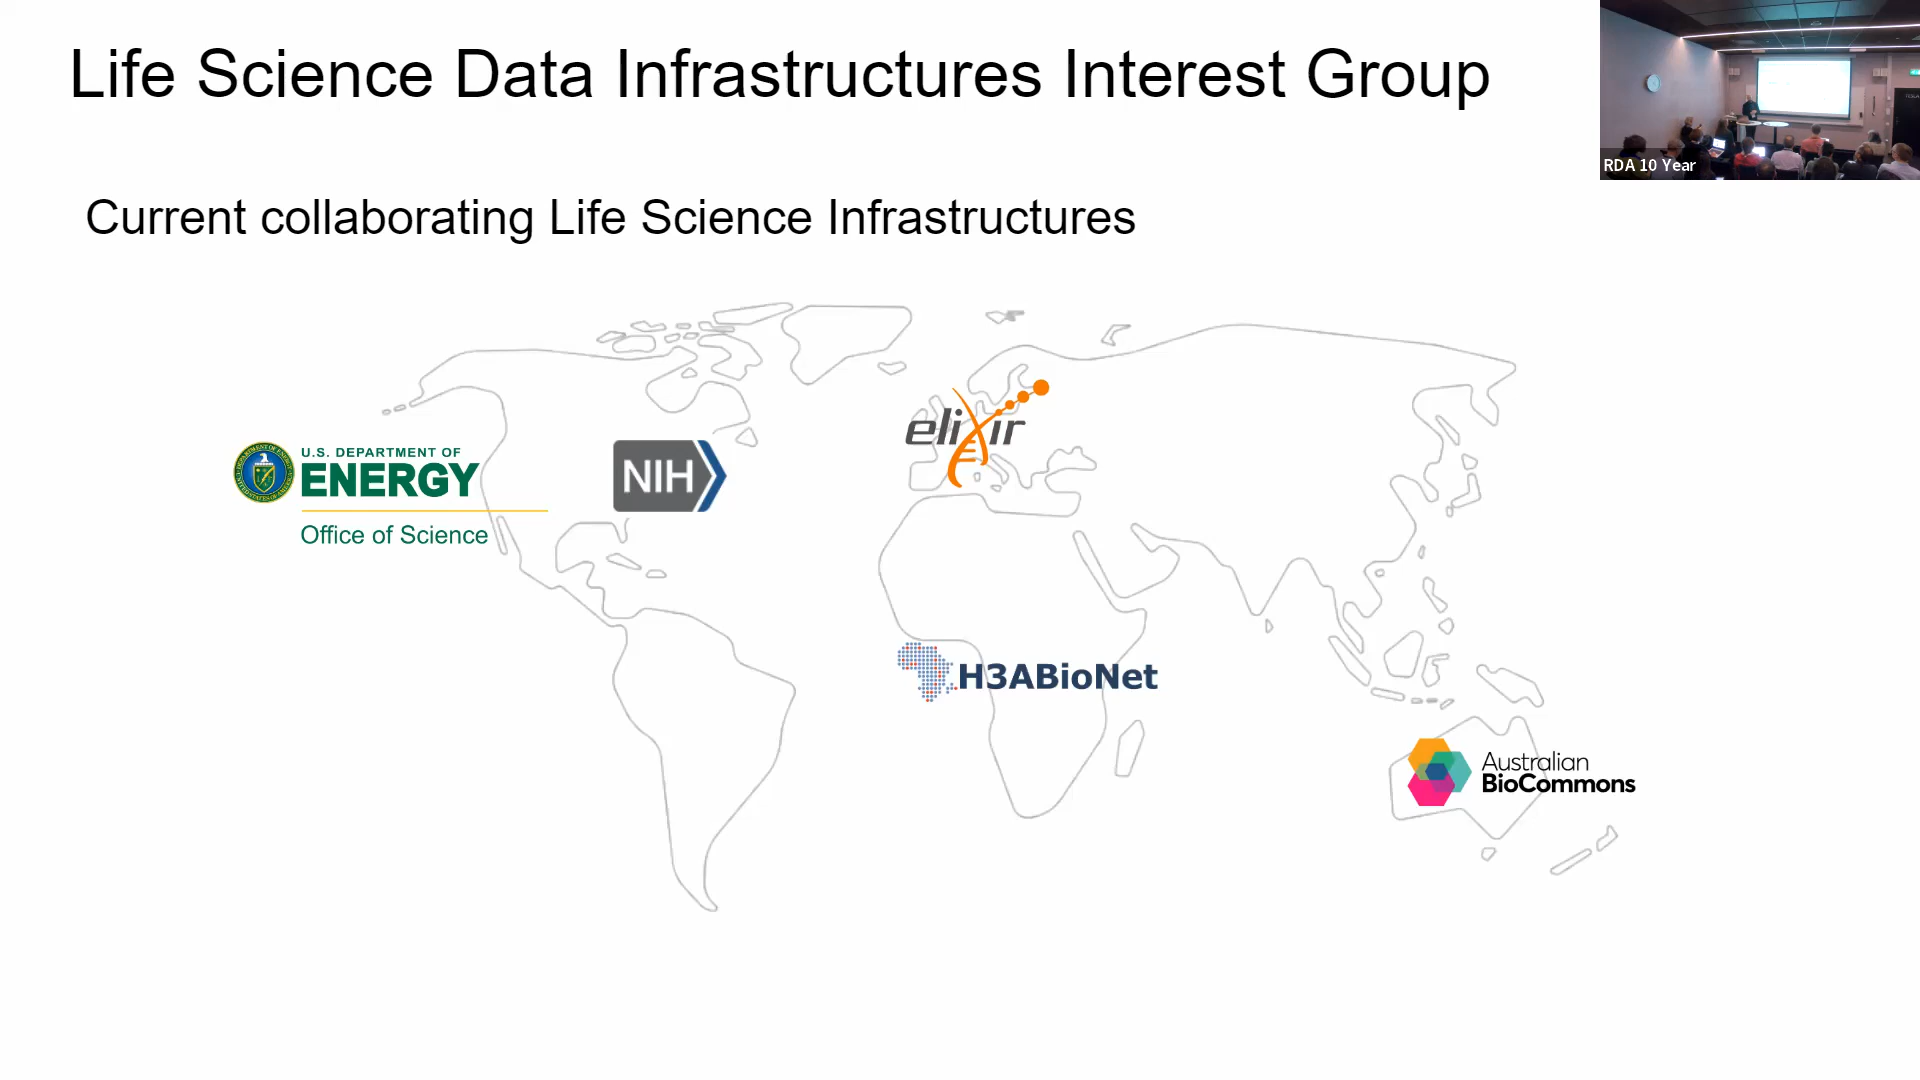 Life Science Data Infrastructures Interest Group
RDA 10 Year
Current collaborating Life Science Infrastructures
U.S. DEPARTMENT OF
ENERGY
Office of Science
NIH
elixir
H3ABioNet
Australian
BioCommons